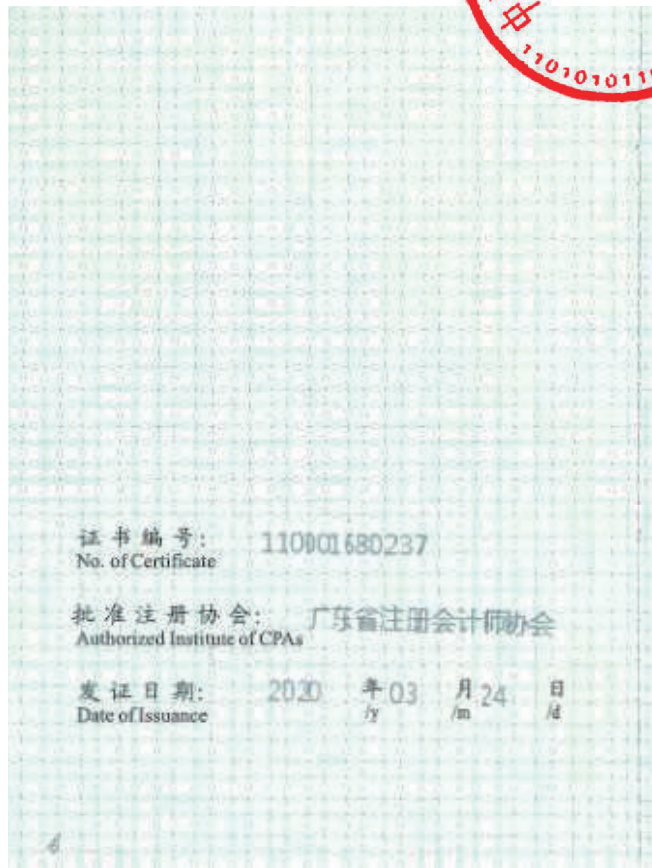 中
11010101
证书编号: 110001680237
No. of Certificate
批准注册协会: 广东省注册会计师协会
Authorized Institute of CPAs
发证日期: 2020 年 03 月 24 日
Date of Issuance /y /m /d